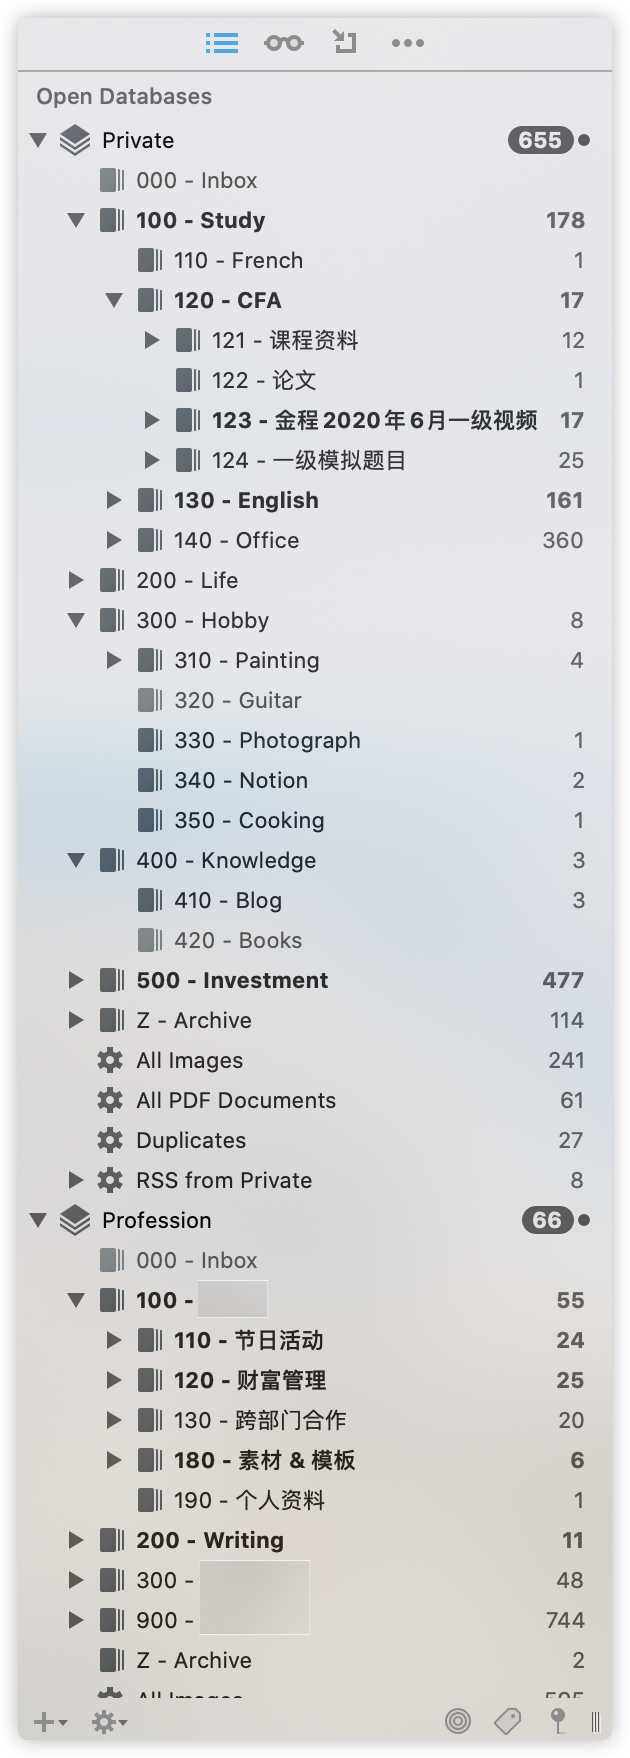 Open Databases
Private 655
000 - Inbox
100 - Study 178
110 - French 1
120 - CFA 17
121 - 课程资料 12
122 - 论文 1
123 - 金程2020年6月一级视频 17
124 - 一级模拟题目 25
130 - English 161
140 - Office 360
200 - Life
300 - Hobby 8
310 - Painting 4
320 - Guitar
330 - Photograph 1
340 - Notion 2
350 - Cooking 1
400 - Knowledge 3
410 - Blog 3
420 - Books
500 - Investment 477
Z - Archive 114
All Images 241
All PDF Documents 61
Duplicates 27
RSS from Private 8
Profession 66
000 - Inbox
100 - 55
110 - 节日活动 24
120 - 财富管理 25
130 - 跨部门合作 20
180 - 素材 & 模板 6
190 - 个人资料 1
200 - Writing 11
300 - 48
900 - 744
Z - Archive 2
All Images